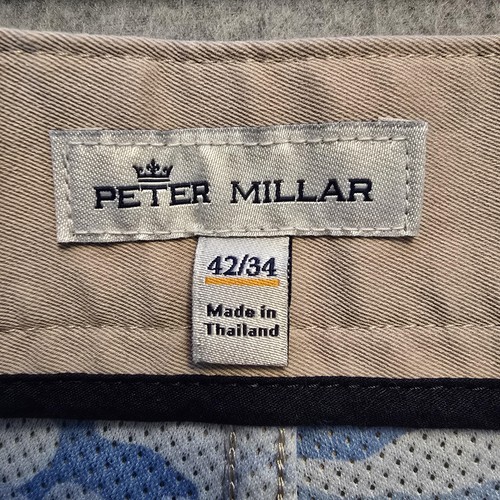 PETER MILLAR
42/34
Made in
Thailand